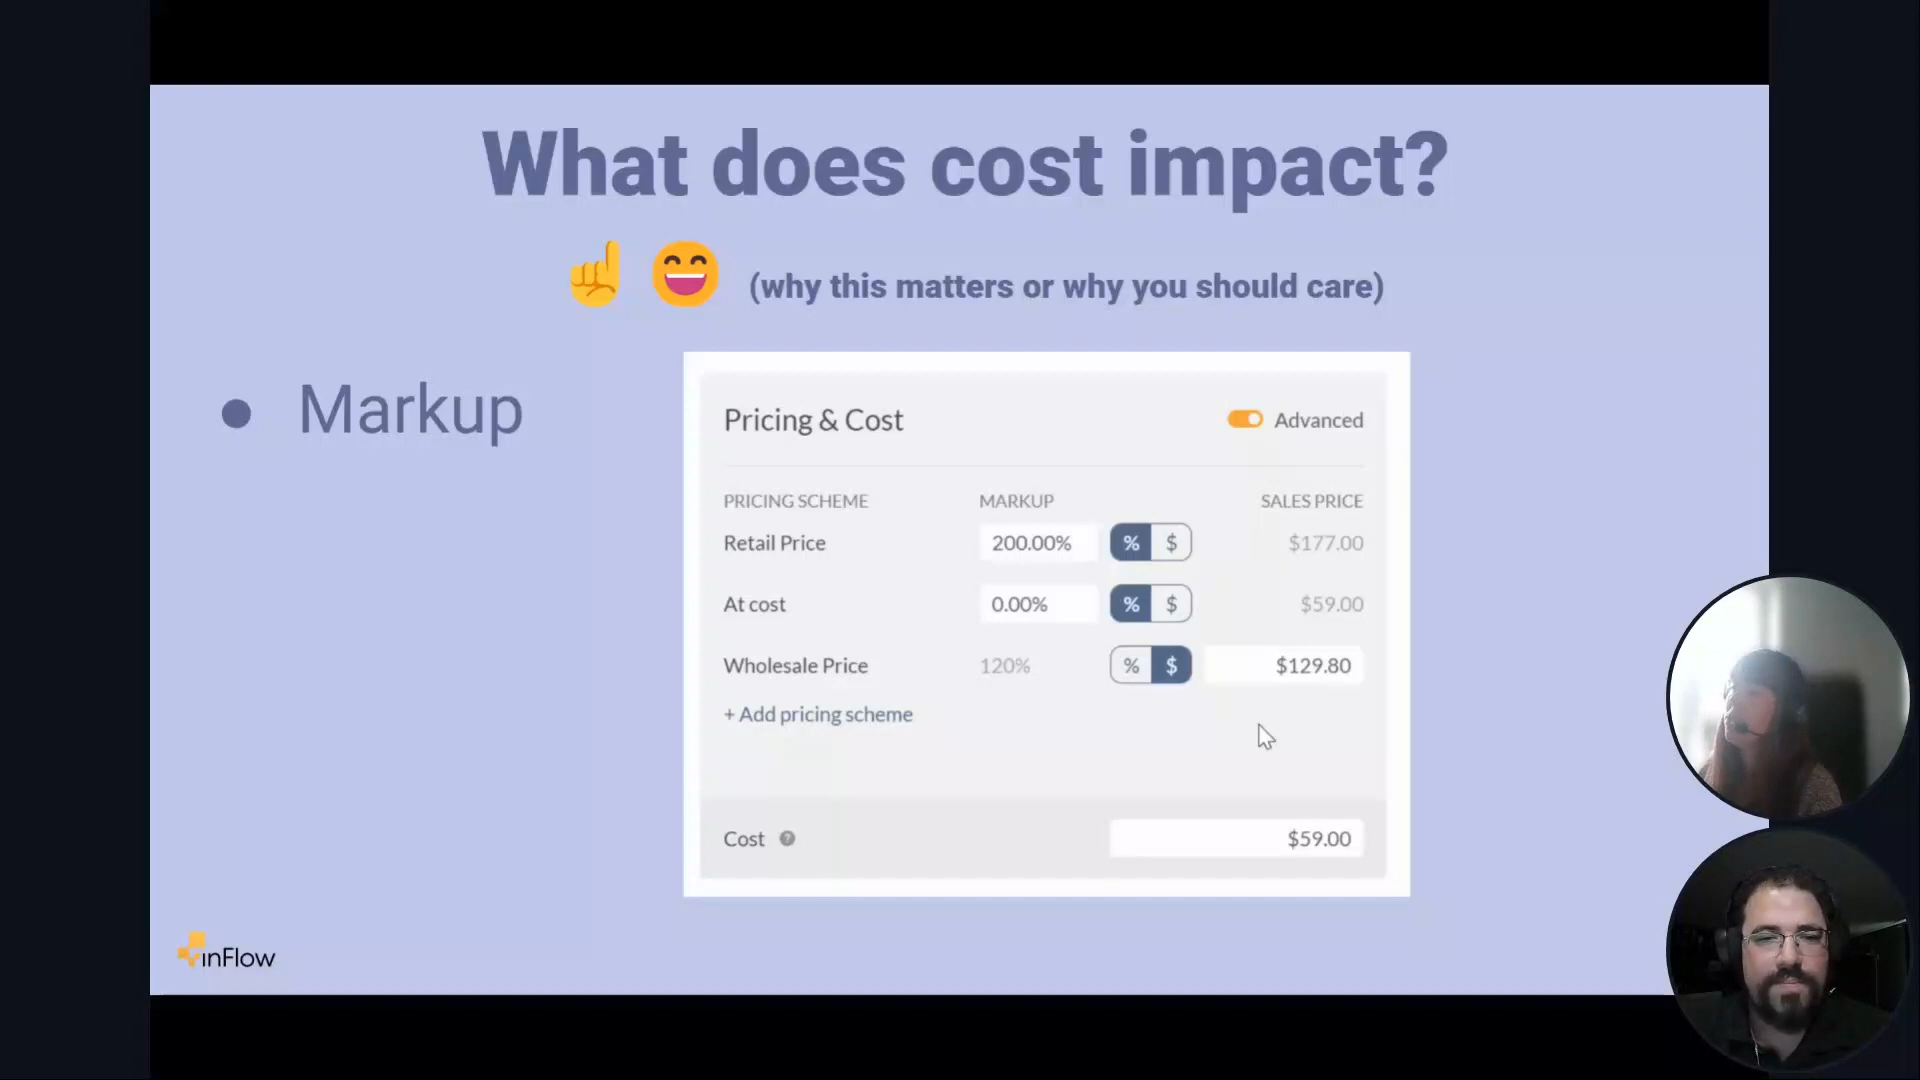 What does cost impact?
☝️ 😄 (why this matters or why you should care)
● Markup
Pricing & Cost Advanced
PRICING SCHEME MARKUP SALES PRICE
Retail Price 200.00% % $ $177.00
At cost 0.00% % $ $59.00
Wholesale Price 120% % $ $129.80
+ Add pricing scheme
Cost ? $59.00
inFlow